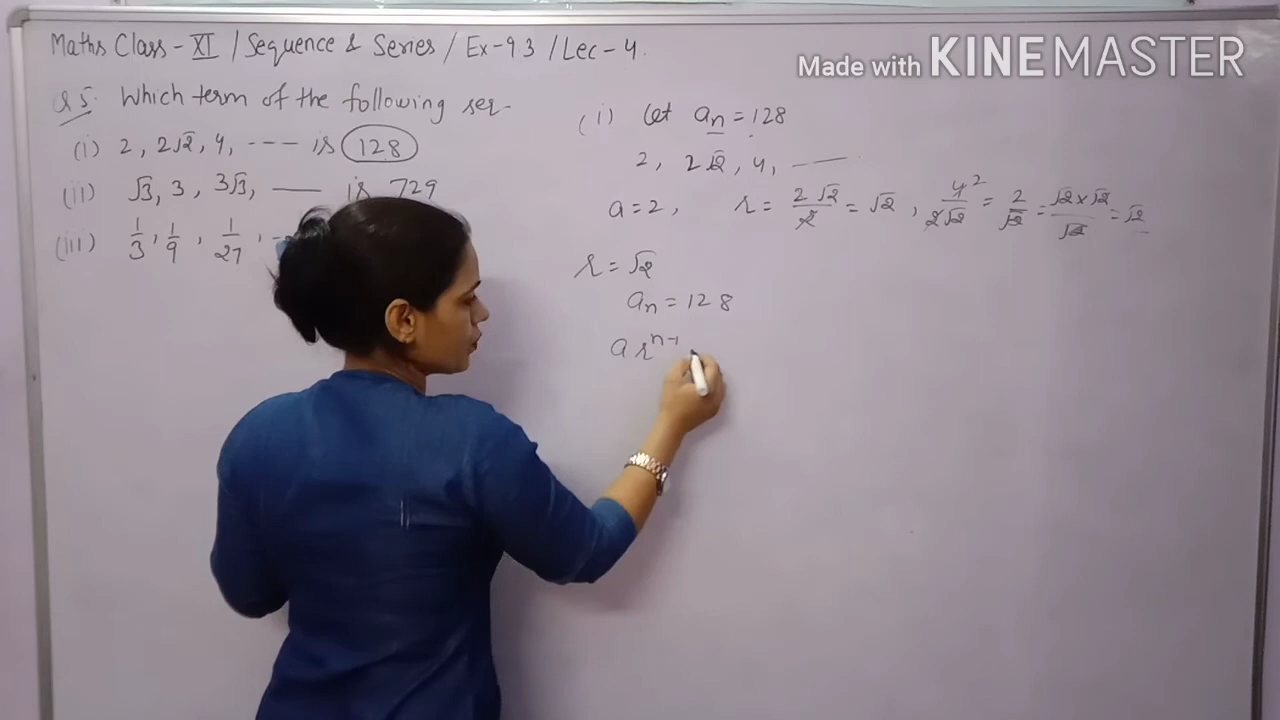 Maths Class - XI / Sequence & Series / Ex-9.3 / Lec-4.
Made with KINEMASTER
Q5. Which term of the following seq-
(i) 2, 2√2, 4, ---- is 128
(ii) √3, 3, 3√3, —— is 729
(iii) 1/3, 1/9, 1/27, --
(i) Let an = 128
2, 2√2, 4, ——
a = 2, r = 2√2/2 = √2, 4²/2√2 = 2/√2 = √2×√2/√2 = √2
r = √2
an = 128
a r^n-1